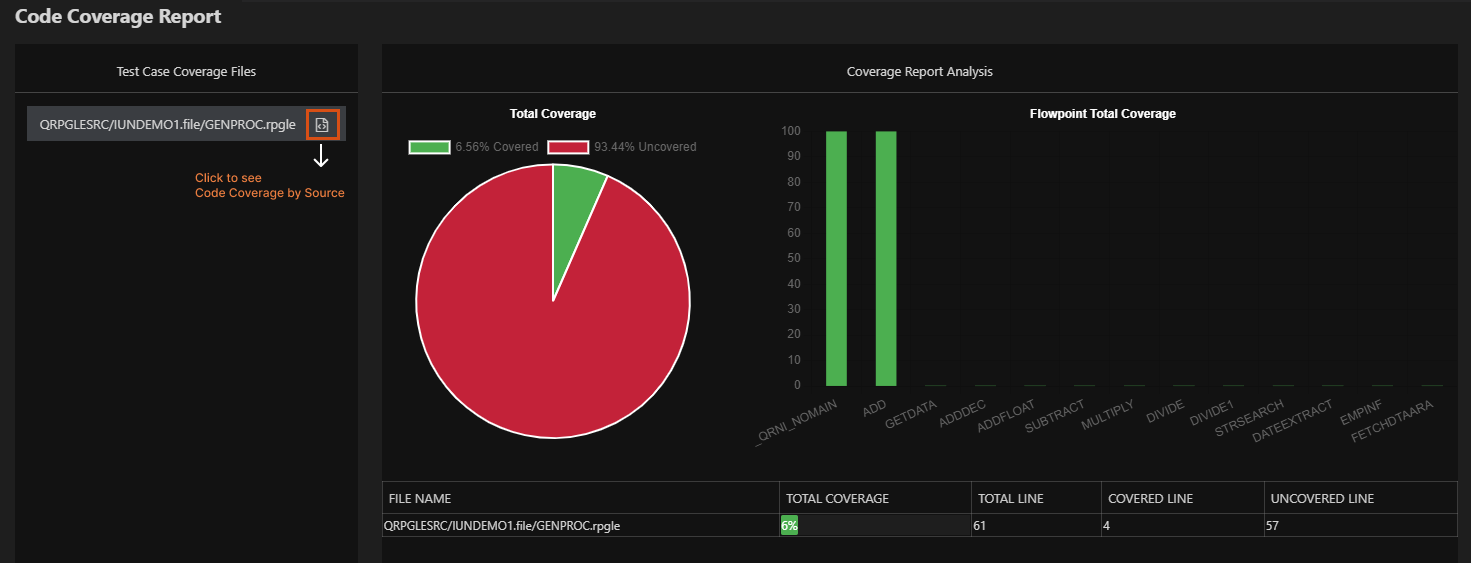 Code Coverage Report
Test Case Coverage Files
QRPGLESRC/IUNDEMO1.file/GENPROC.rpgle
Click to see
Code Coverage by Source
Coverage Report Analysis
Total Coverage
6.56% Covered
93.44% Uncovered
Flowpoint Total Coverage
100
90
80
70
60
50
40
30
20
10
0
_QRNI_NOMAIN
ADD
GETDATA
ADDDEC
ADDFLOAT
SUBTRACT
MULTIPLY
DIVIDE
DIVIDE1
STRSEARCH
DATEEXTRACT
EMPINF
FETCHDTAARA
FILE NAME TOTAL COVERAGE TOTAL LINE COVERED LINE UNCOVERED LINE
QRPGLESRC/IUNDEMO1.file/GENPROC.rpgle 6% 61 4 57